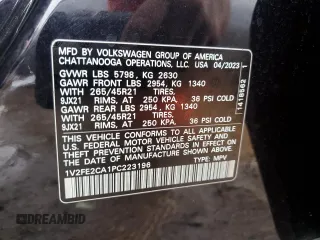 MFD BY VOLKSWAGEN GROUP OF AMERICA
CHATTANOOGA OPERATIONS, LLC. USA 04/2023
GVWR LBS 5798, KG 2630
GAWR FRONT LBS 2954, KG 1340
WITH 265/45R21 TIRES.
9JX21 RIMS, AT 250 KPA, 36 PSI COLD
GAWR REAR LBS 2954, KG 1340
WITH 265/45R21 TIRES.
9JX21 RIMS, AT 250 KPA, 36 PSI COLD
THIS VEHICLE CONFORMS TO ALL APPLICABLE
U.S. FEDERAL MOTOR VEHICLE SAFETY STANDARDS
IN EFFECT ON THE DATE OF MANUFACTURE
SHOWN ABOVE.
1V2FE2CA1PC223198 TYPE: MPV
DREAMBID